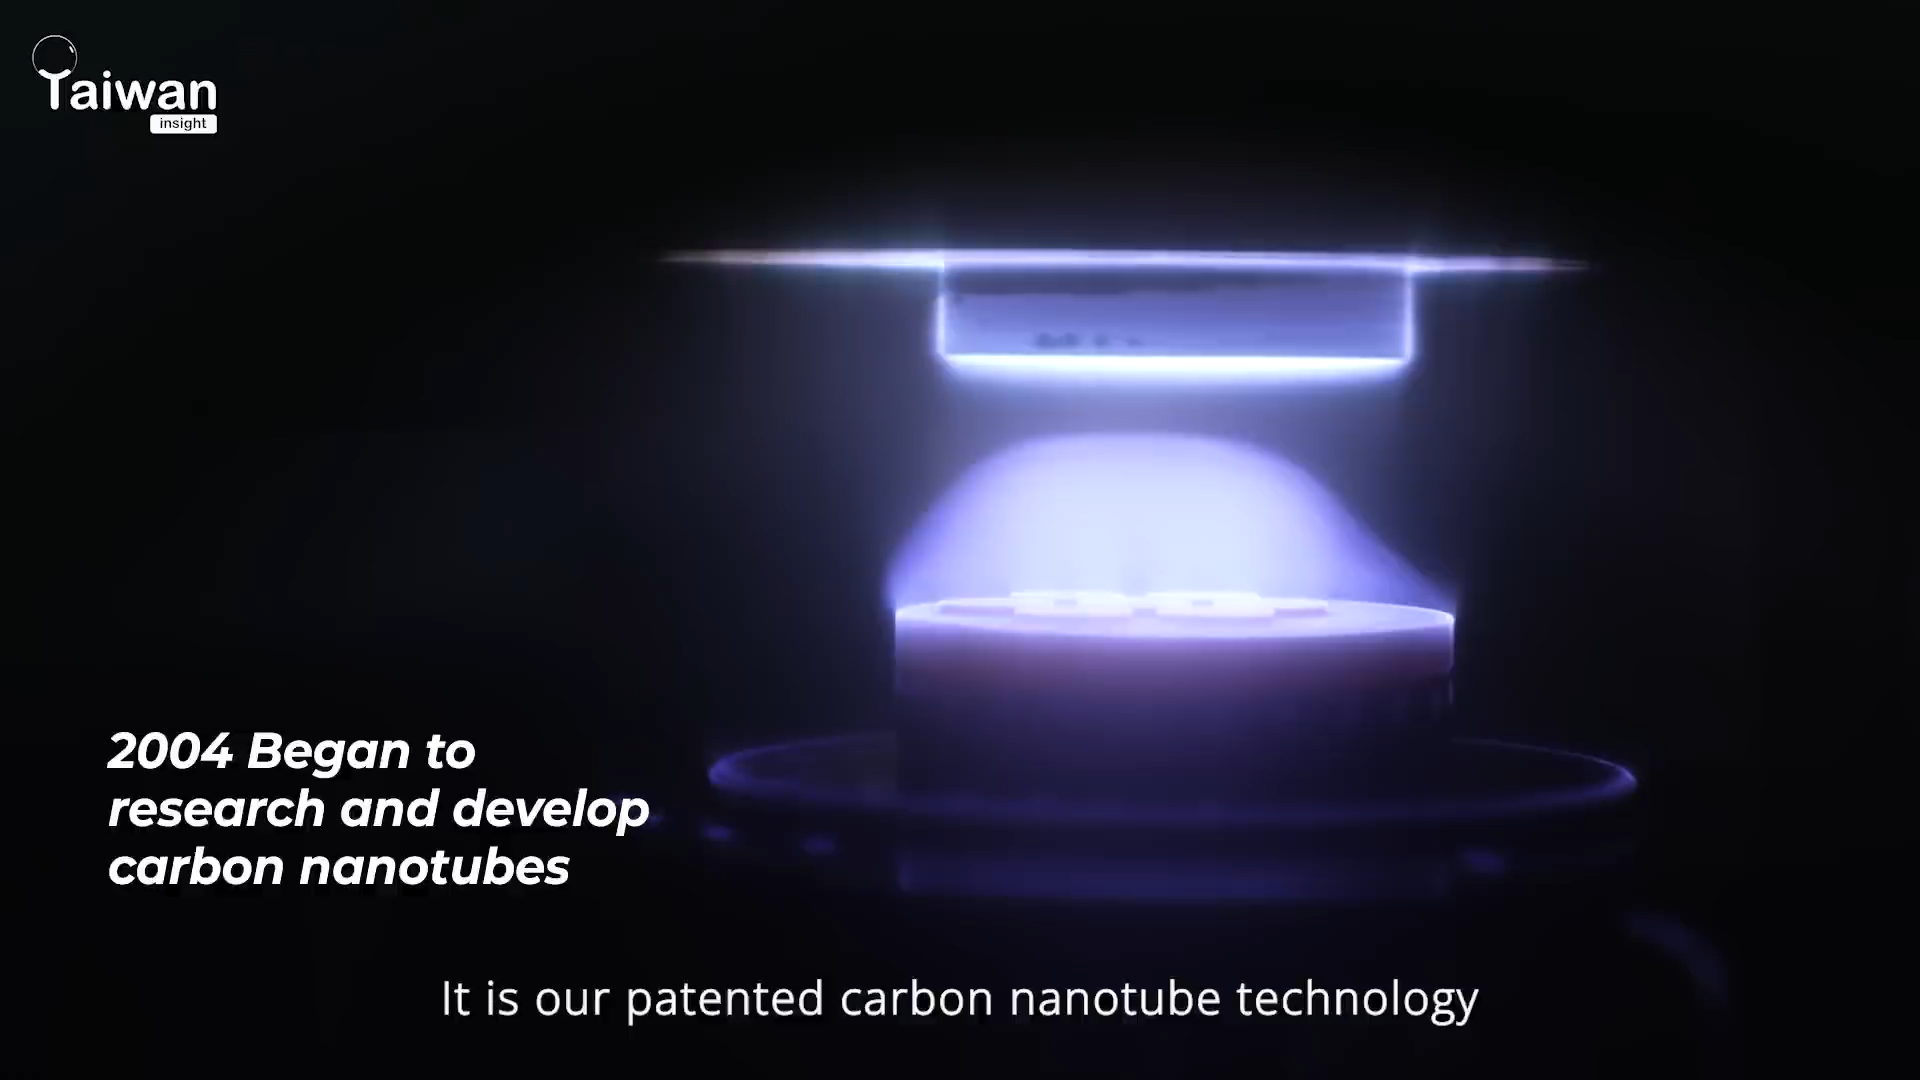 Taiwan
insight
2004 Began to
research and develop
carbon nanotubes
It is our patented carbon nanotube technology